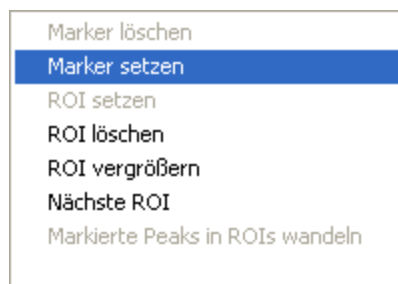 Marker löschen
Marker setzen
ROI setzen
ROI löschen
ROI vergrößern
Nächste ROI
Markierte Peaks in ROIs wandeln